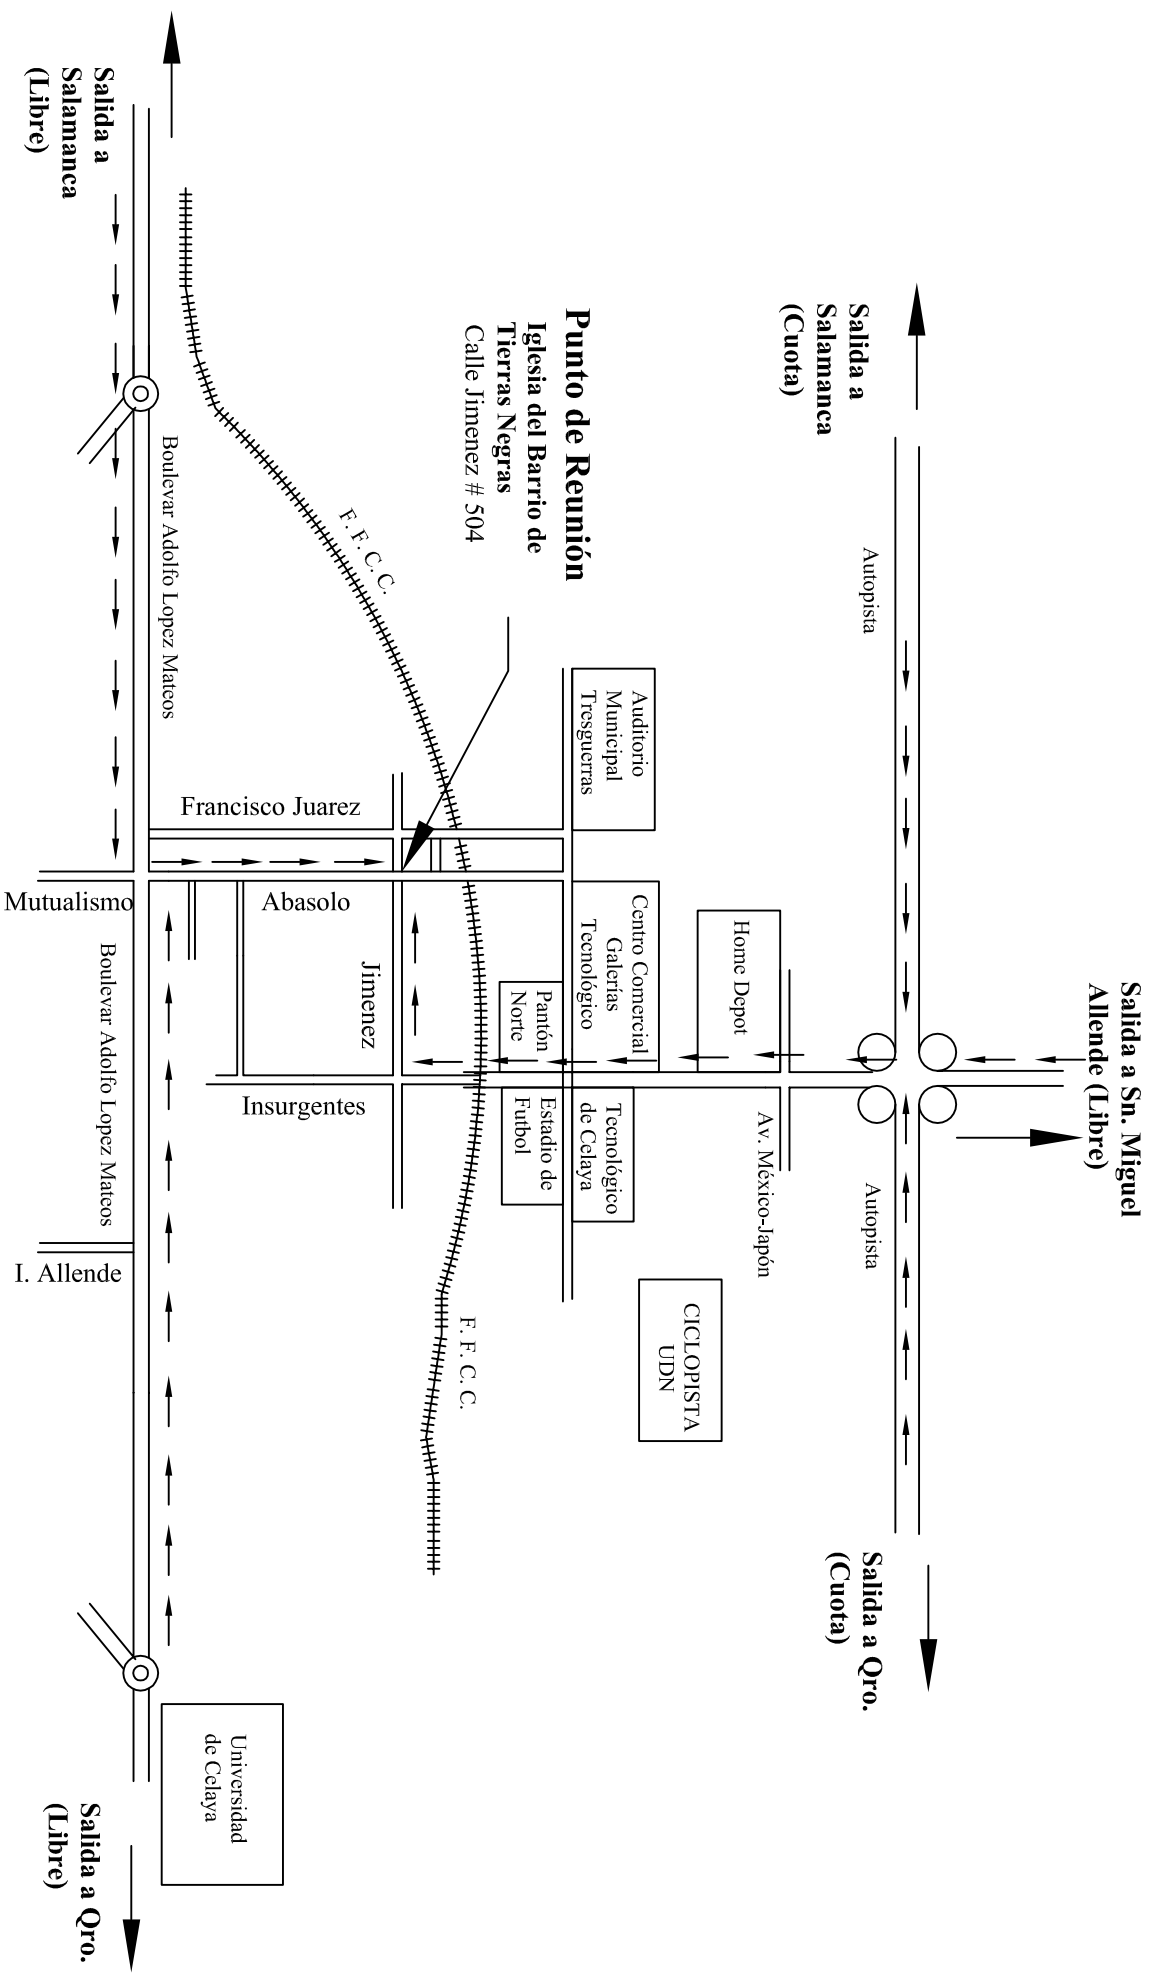 Salida a Sn. Miguel
Allende (Libre)
Salida a
Salamanca
(Cuota)
Autopista
Autopista
Salida a Qro.
(Cuota)
Av. México-Japón
Home Depot
CICLOPISTA
UDN
Auditorio
Municipal
Tresguerras
Centro Comercial
Galerías
Tecnológico
Tecnológico
de Celaya
Pantón
Norte
Estadio de
Futbol
Punto de Reunión
Iglesia del Barrio de
Tierras Negras
Calle Jimenez # 504
F. F. C. C.
F. F. C. C.
Jimenez
Francisco Juarez
Abasolo
Insurgentes
Mutualismo
I. Allende
Boulevar Adolfo Lopez Mateos
Boulevar Adolfo Lopez Mateos
Universidad
de Celaya
Salida a
Salamanca
(Libre)
Salida a Qro.
(Libre)